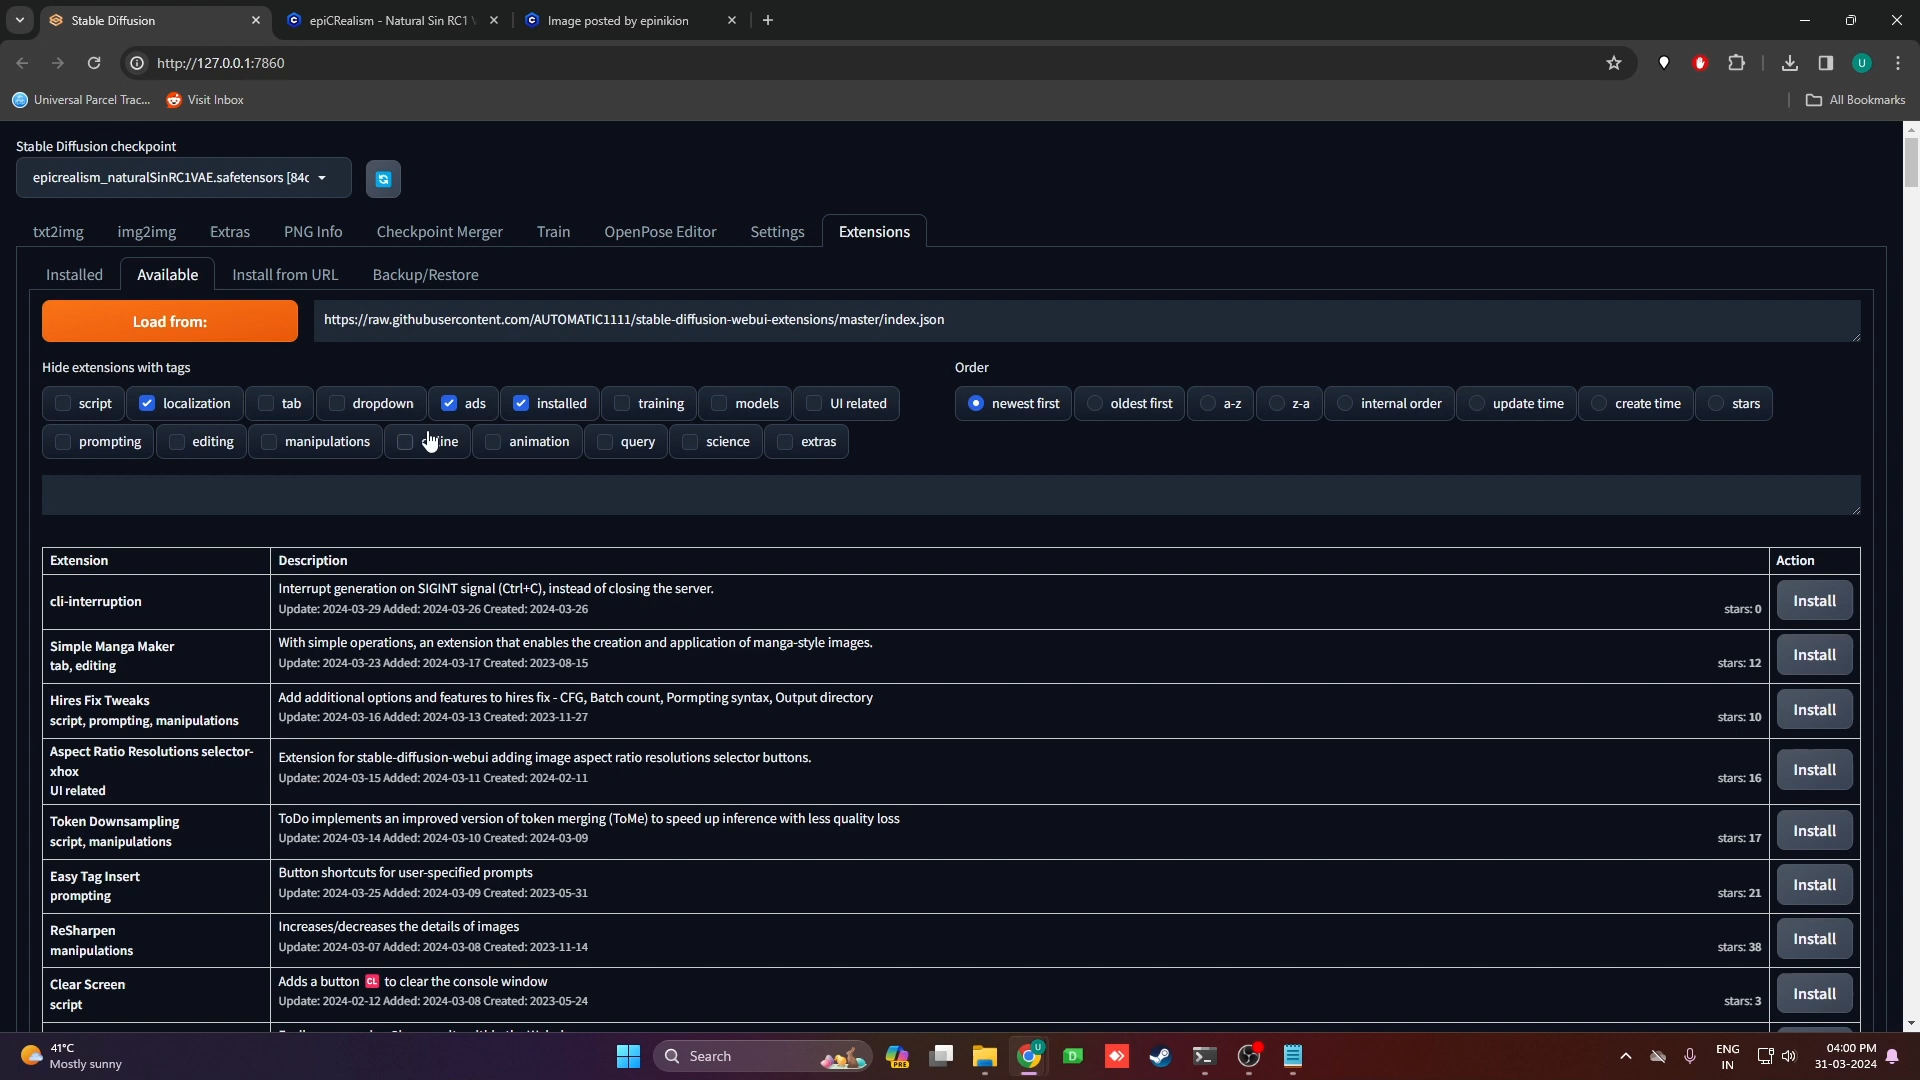 Stable Diffusion
epiCRealism - Natural Sin RC1
Image posted by epinikion
http://127.0.0.1:7860
U
Universal Parcel Trac...
Visit Inbox
All Bookmarks
Stable Diffusion checkpoint
epicrealism_naturalSinRC1VAE.safetensors [84c
txt2img img2img Extras PNG Info Checkpoint Merger Train OpenPose Editor Settings Extensions
Installed Available Install from URL Backup/Restore
Load from:
https://raw.githubusercontent.com/AUTOMATIC1111/stable-diffusion-webui-extensions/master/index.json
Hide extensions with tags
script localization tab dropdown ads installed training models UI related
prompting editing manipulations animation query science extras
Order
newest first oldest first a-z z-a internal order update time create time stars
Extension Description Action
cli-interruption
Interrupt generation on SIGINT signal (Ctrl+C), instead of closing the server.
Update: 2024-03-29 Added: 2024-03-26 Created: 2024-03-26
stars: 0
Install
Simple Manga Maker
tab, editing
With simple operations, an extension that enables the creation and application of manga-style images.
Update: 2024-03-23 Added: 2024-03-17 Created: 2023-08-15
stars: 12
Install
Hires Fix Tweaks
script, prompting, manipulations
Add additional options and features to hires fix - CFG, Batch count, Pormpting syntax, Output directory
Update: 2024-03-16 Added: 2024-03-13 Created: 2023-11-27
stars: 10
Install
Aspect Ratio Resolutions selector-
xhox
UI related
Extension for stable-diffusion-webui adding image aspect ratio resolutions selector buttons.
Update: 2024-03-15 Added: 2024-03-11 Created: 2024-02-11
stars: 16
Install
Token Downsampling
script, manipulations
ToDo implements an improved version of token merging (ToMe) to speed up inference with less quality loss
Update: 2024-03-14 Added: 2024-03-10 Created: 2024-03-09
stars: 17
Install
Easy Tag Insert
prompting
Button shortcuts for user-specified prompts
Update: 2024-03-25 Added: 2024-03-09 Created: 2023-05-31
stars: 21
Install
ReSharpen
manipulations
Increases/decreases the details of images
Update: 2024-03-07 Added: 2024-03-08 Created: 2023-11-14
stars: 38
Install
Clear Screen
script
Adds a button CL to clear the console window
Update: 2024-02-12 Added: 2024-03-08 Created: 2023-05-24
stars: 3
Install
41°C
Mostly sunny
Search
PRE
U
D
ENG
IN
04:00 PM
31-03-2024